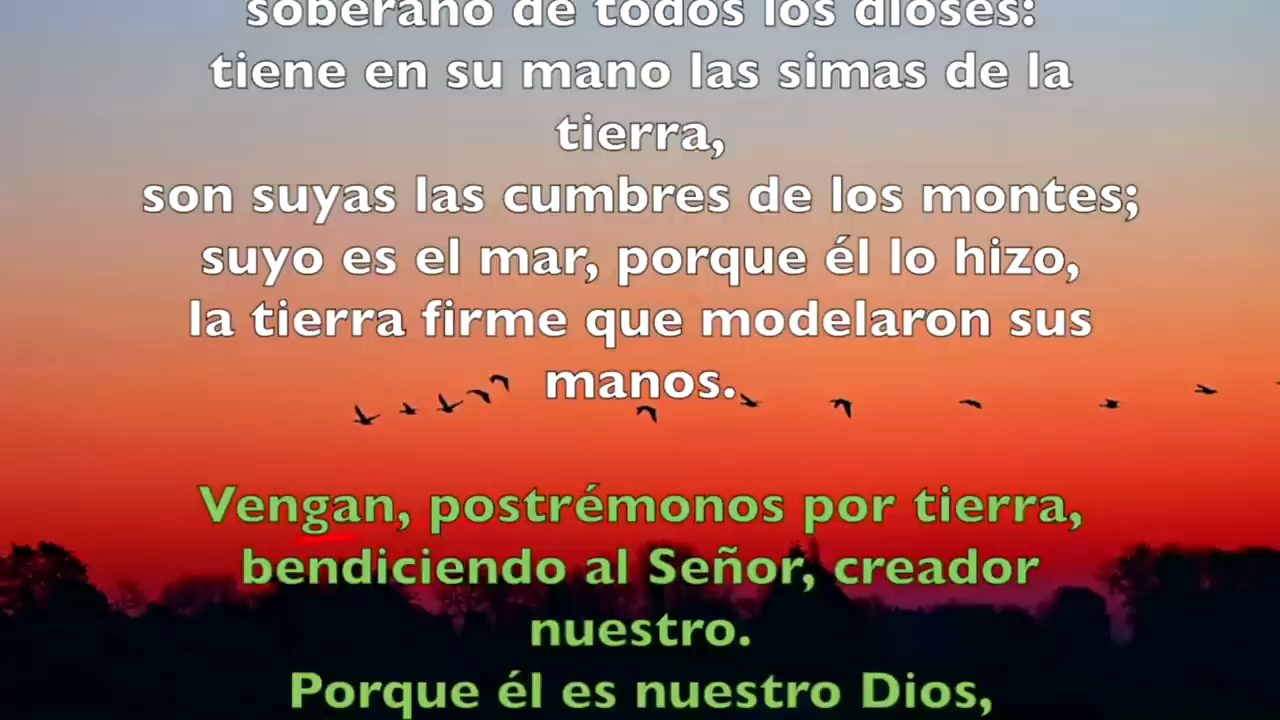 soberano de todos los dioses:
tiene en su mano las simas de la
tierra,
son suyas las cumbres de los montes;
suyo es el mar, porque él lo hizo,
la tierra firme que modelaron sus
manos.
Vengan, postrémonos por tierra,
bendiciendo al Señor, creador
nuestro.
Porque él es nuestro Dios,